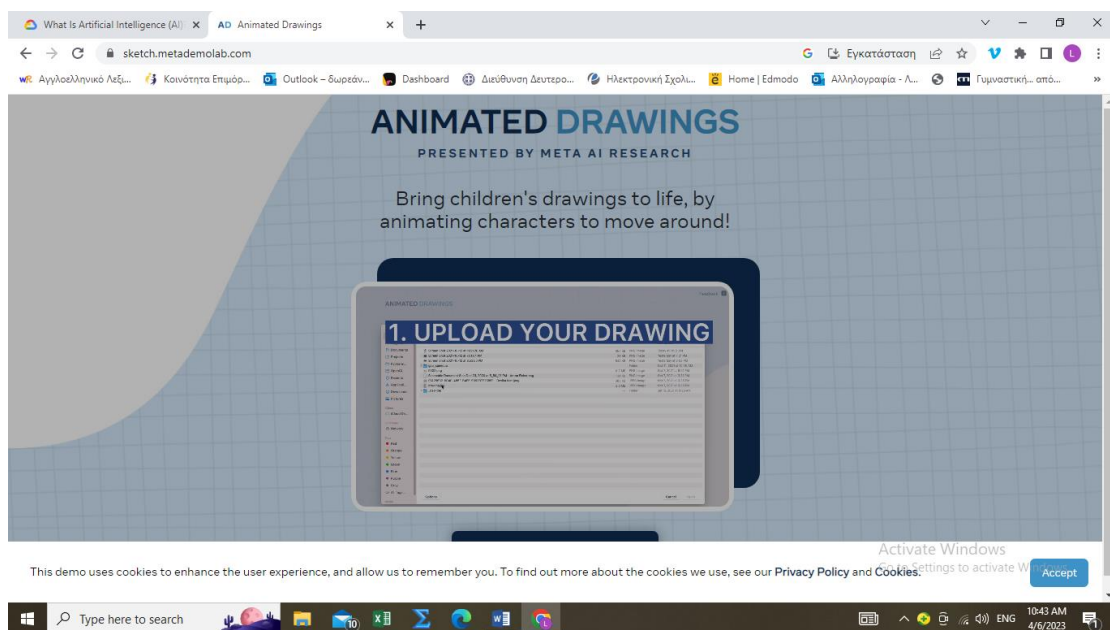 What Is Artificial Intelligence (AI)
AD Animated Drawings
sketch.metademolab.com
Εγκατάσταση
Αγγλοελληνικό Λεξι...
Κοινότητα Επιμόρ...
Outlook – δωρεάν...
Dashboard
Διεύθυνση Δευτερο...
Ηλεκτρονική Σχολι...
Home | Edmodo
Αλληλογραφία - Λ...
Γυμναστική... από...
ANIMATED DRAWINGS
PRESENTED BY META AI RESEARCH
Bring children's drawings to life, by
animating characters to move around!
ANIMATED DRAWINGS
1. UPLOAD YOUR DRAWING
Activate Windows
Go to Settings to activate Windows.
This demo uses cookies to enhance the user experience, and allow us to remember you. To find out more about the cookies we use, see our Privacy Policy and Cookies.
Accept
Type here to search
10
ENG
10:43 AM
4/6/2023